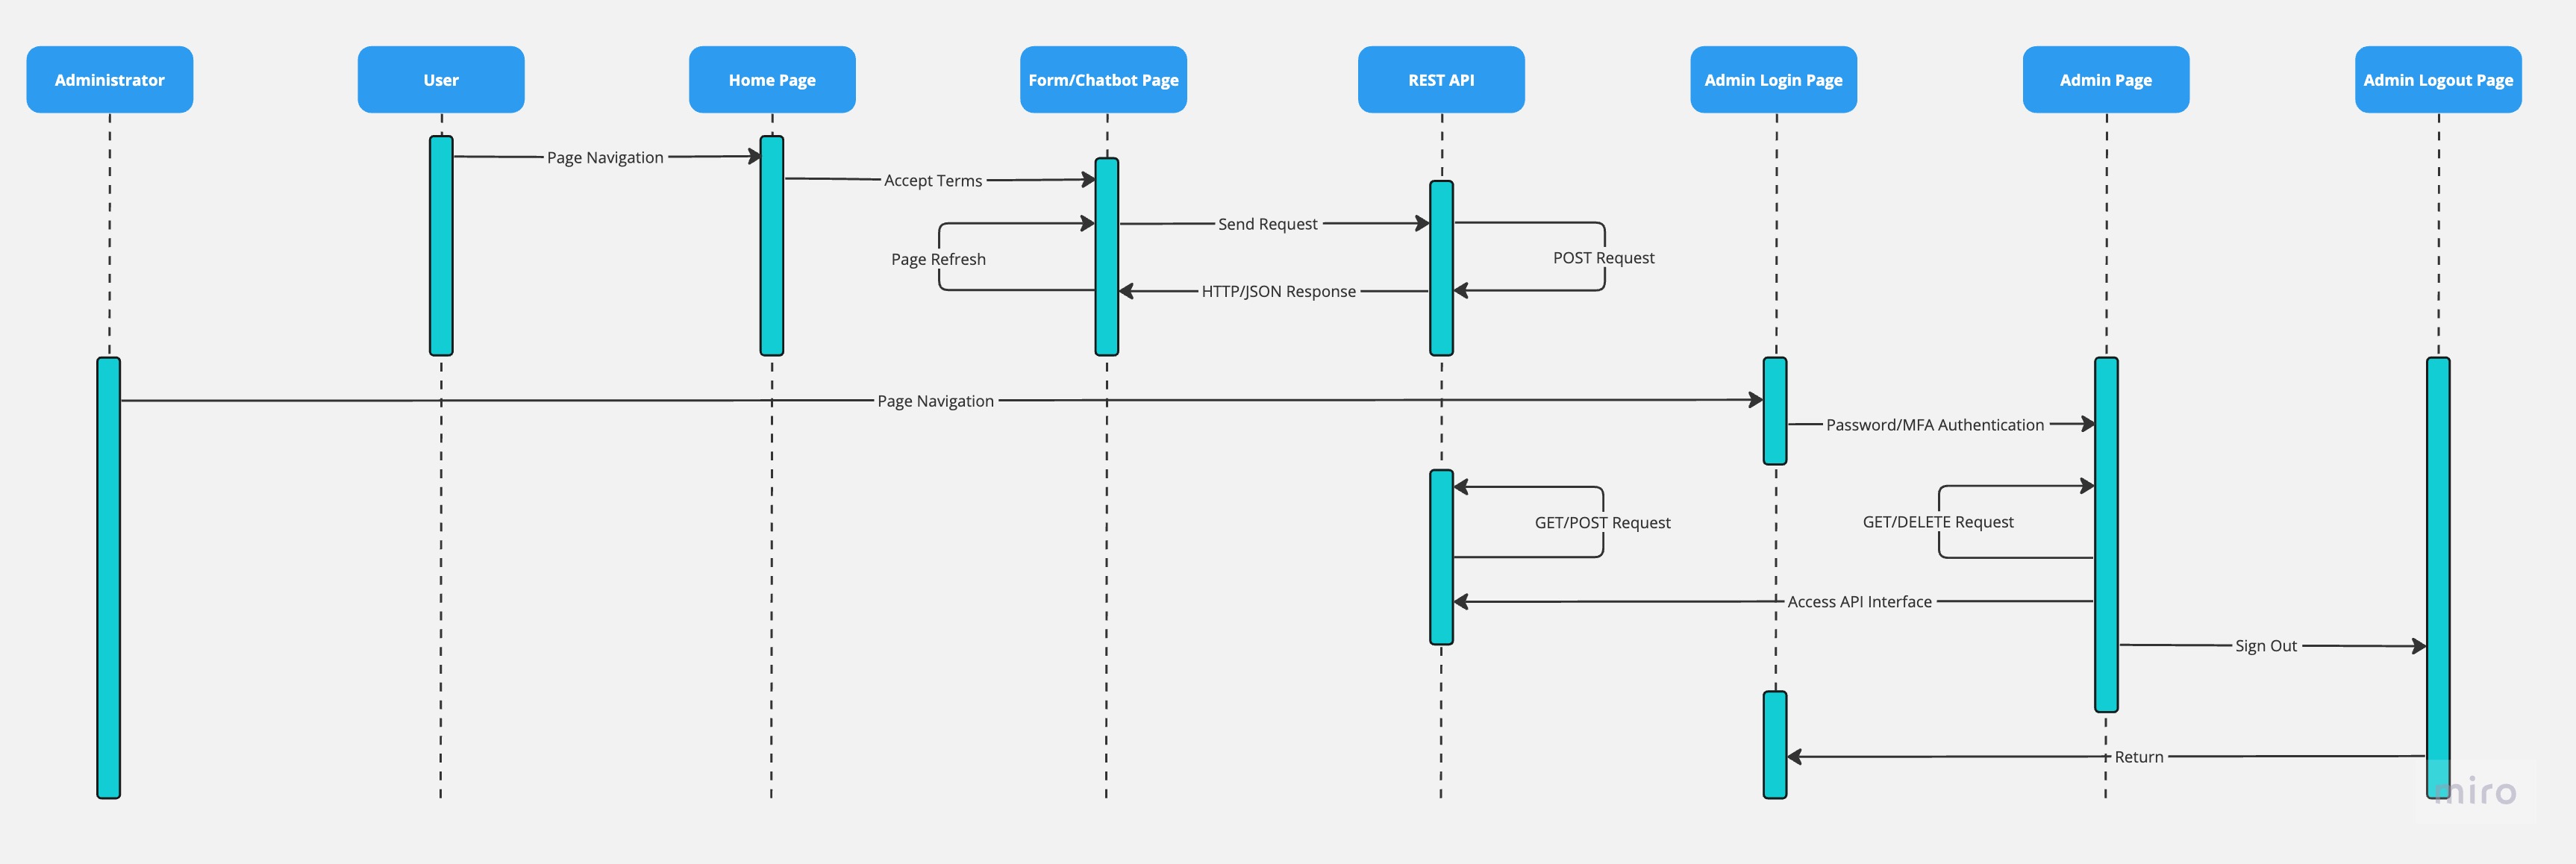 Administrator
User
Home Page
Form/Chatbot Page
REST API
Admin Login Page
Admin Page
Admin Logout Page
Page Navigation
Accept Terms
Send Request
Page Refresh
POST Request
HTTP/JSON Response
Page Navigation
Password/MFA Authentication
GET/POST Request
GET/DELETE Request
Access API Interface
Sign Out
Return
miro